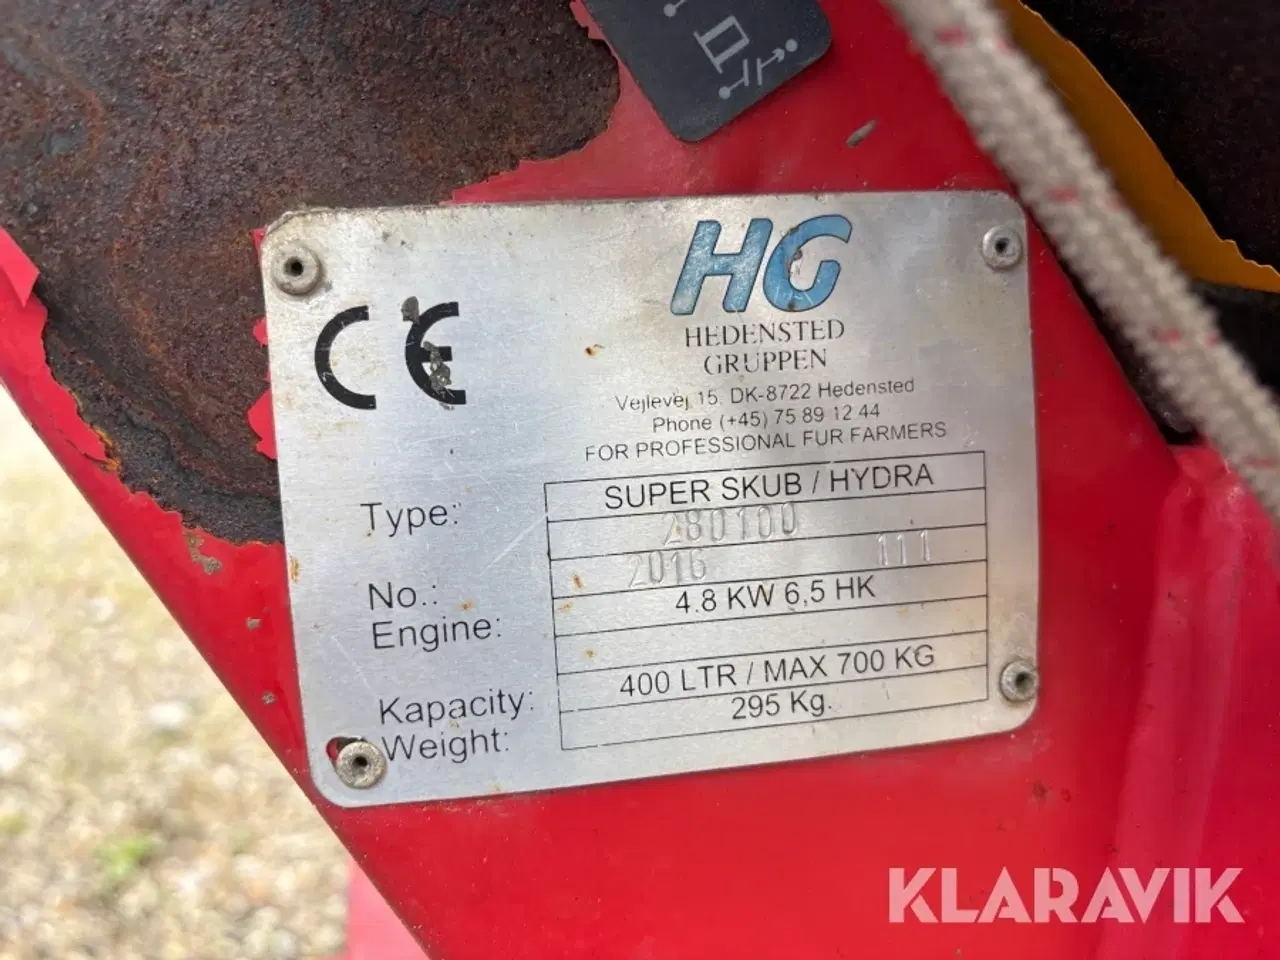 CE
HG
HEDENSTED
GRUPPEN
Vejlevej 15, DK-8722 Hedensted
Phone (+45) 75 89 12 44
FOR PROFESSIONAL FUR FARMERS
Type: SUPER SKUB / HYDRA
280100
No.: 2016 111
Engine: 4.8 KW 6,5 HK
Kapacity: 400 LTR / MAX 700 KG
Weight: 295 Kg.
KLARAVIK